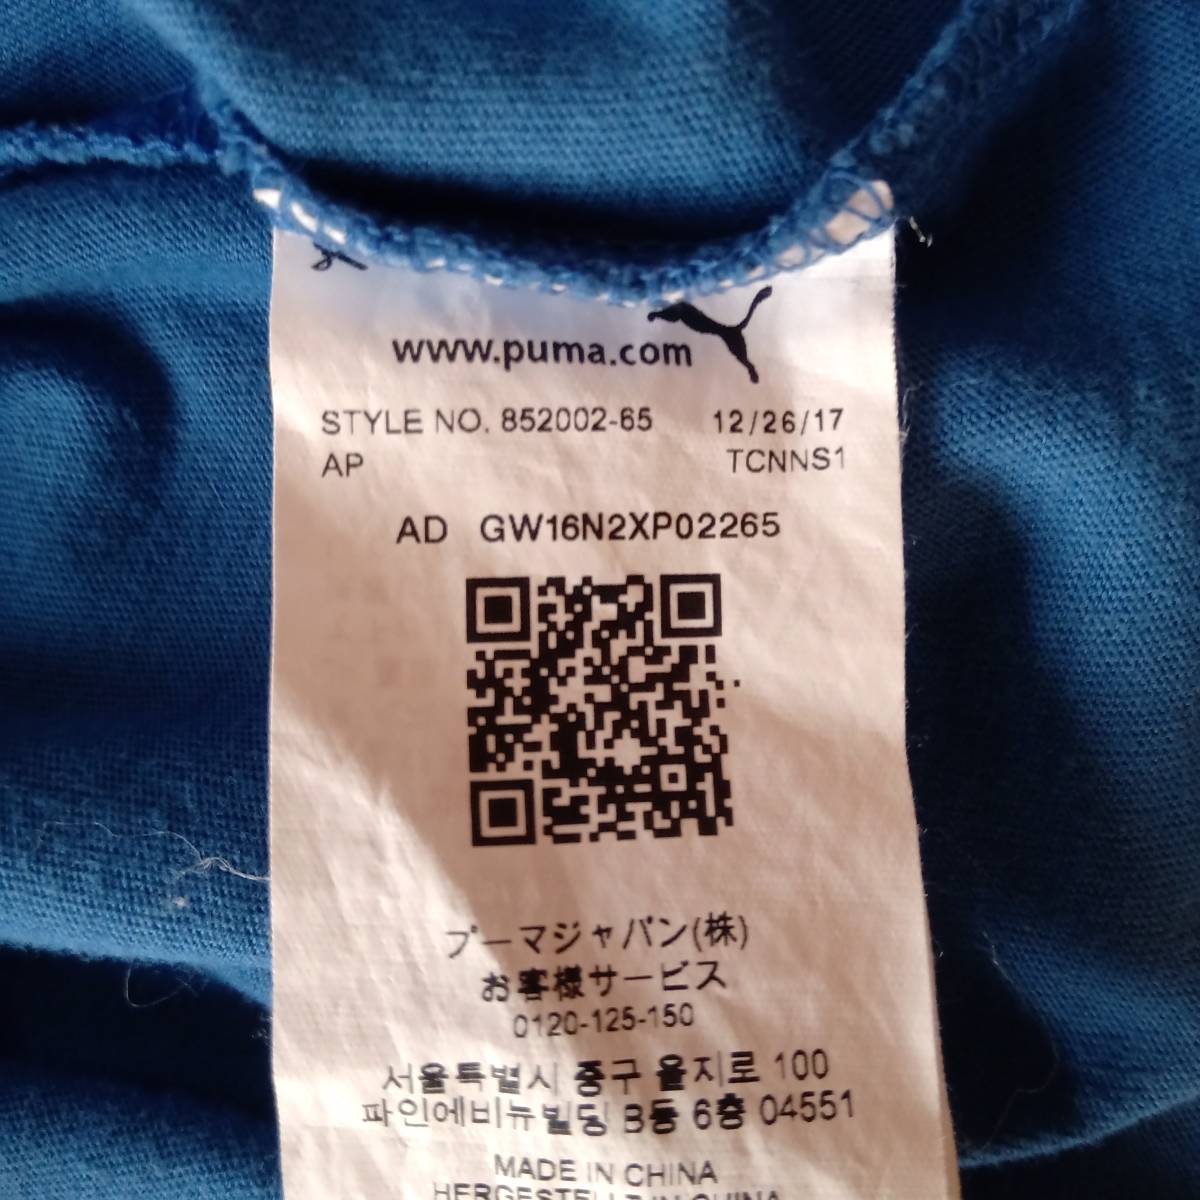 www.puma.com
STYLE NO. 852002-65 12/26/17
AP TCNNS1
AD GW16N2XP02265
プーマジャパン(株)
お客様サービス
0120-125-150
서울특별시 중구 을지로 100
파인에비뉴빌딩 B동 6층 04551
MADE IN CHINA
HERGESTELLT IN CHINA